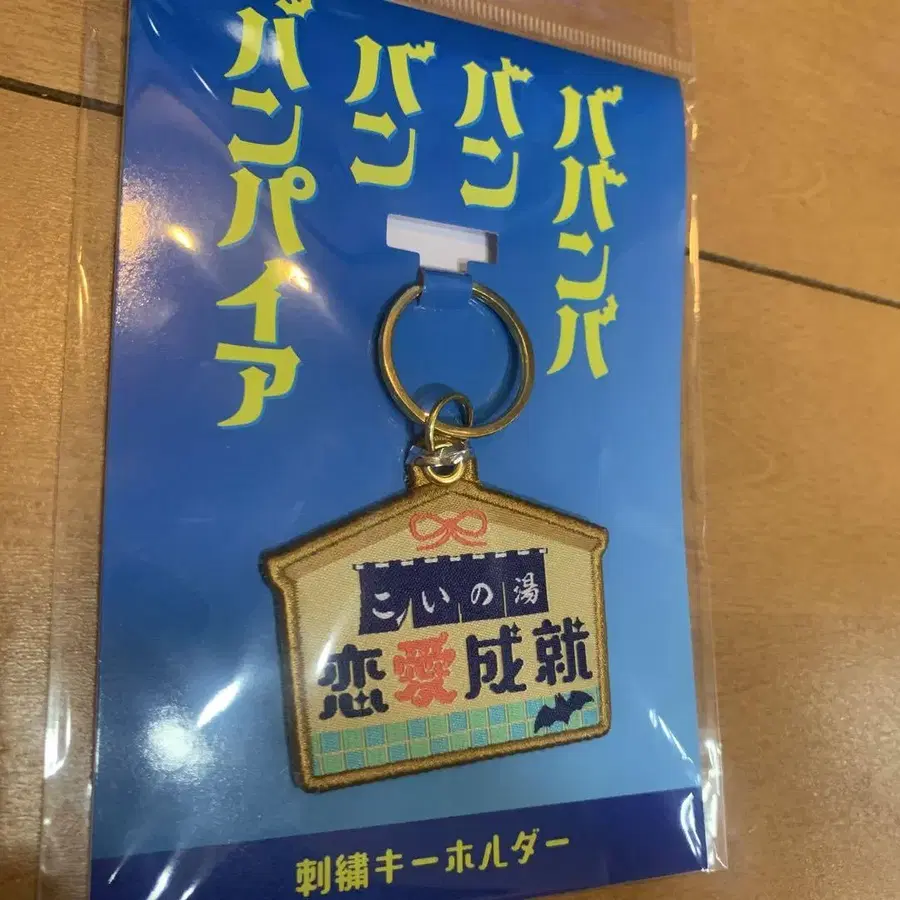 ババンバ
バン
バン
バンパイア
こいの湯
恋愛成就
刺繍キーホルダー